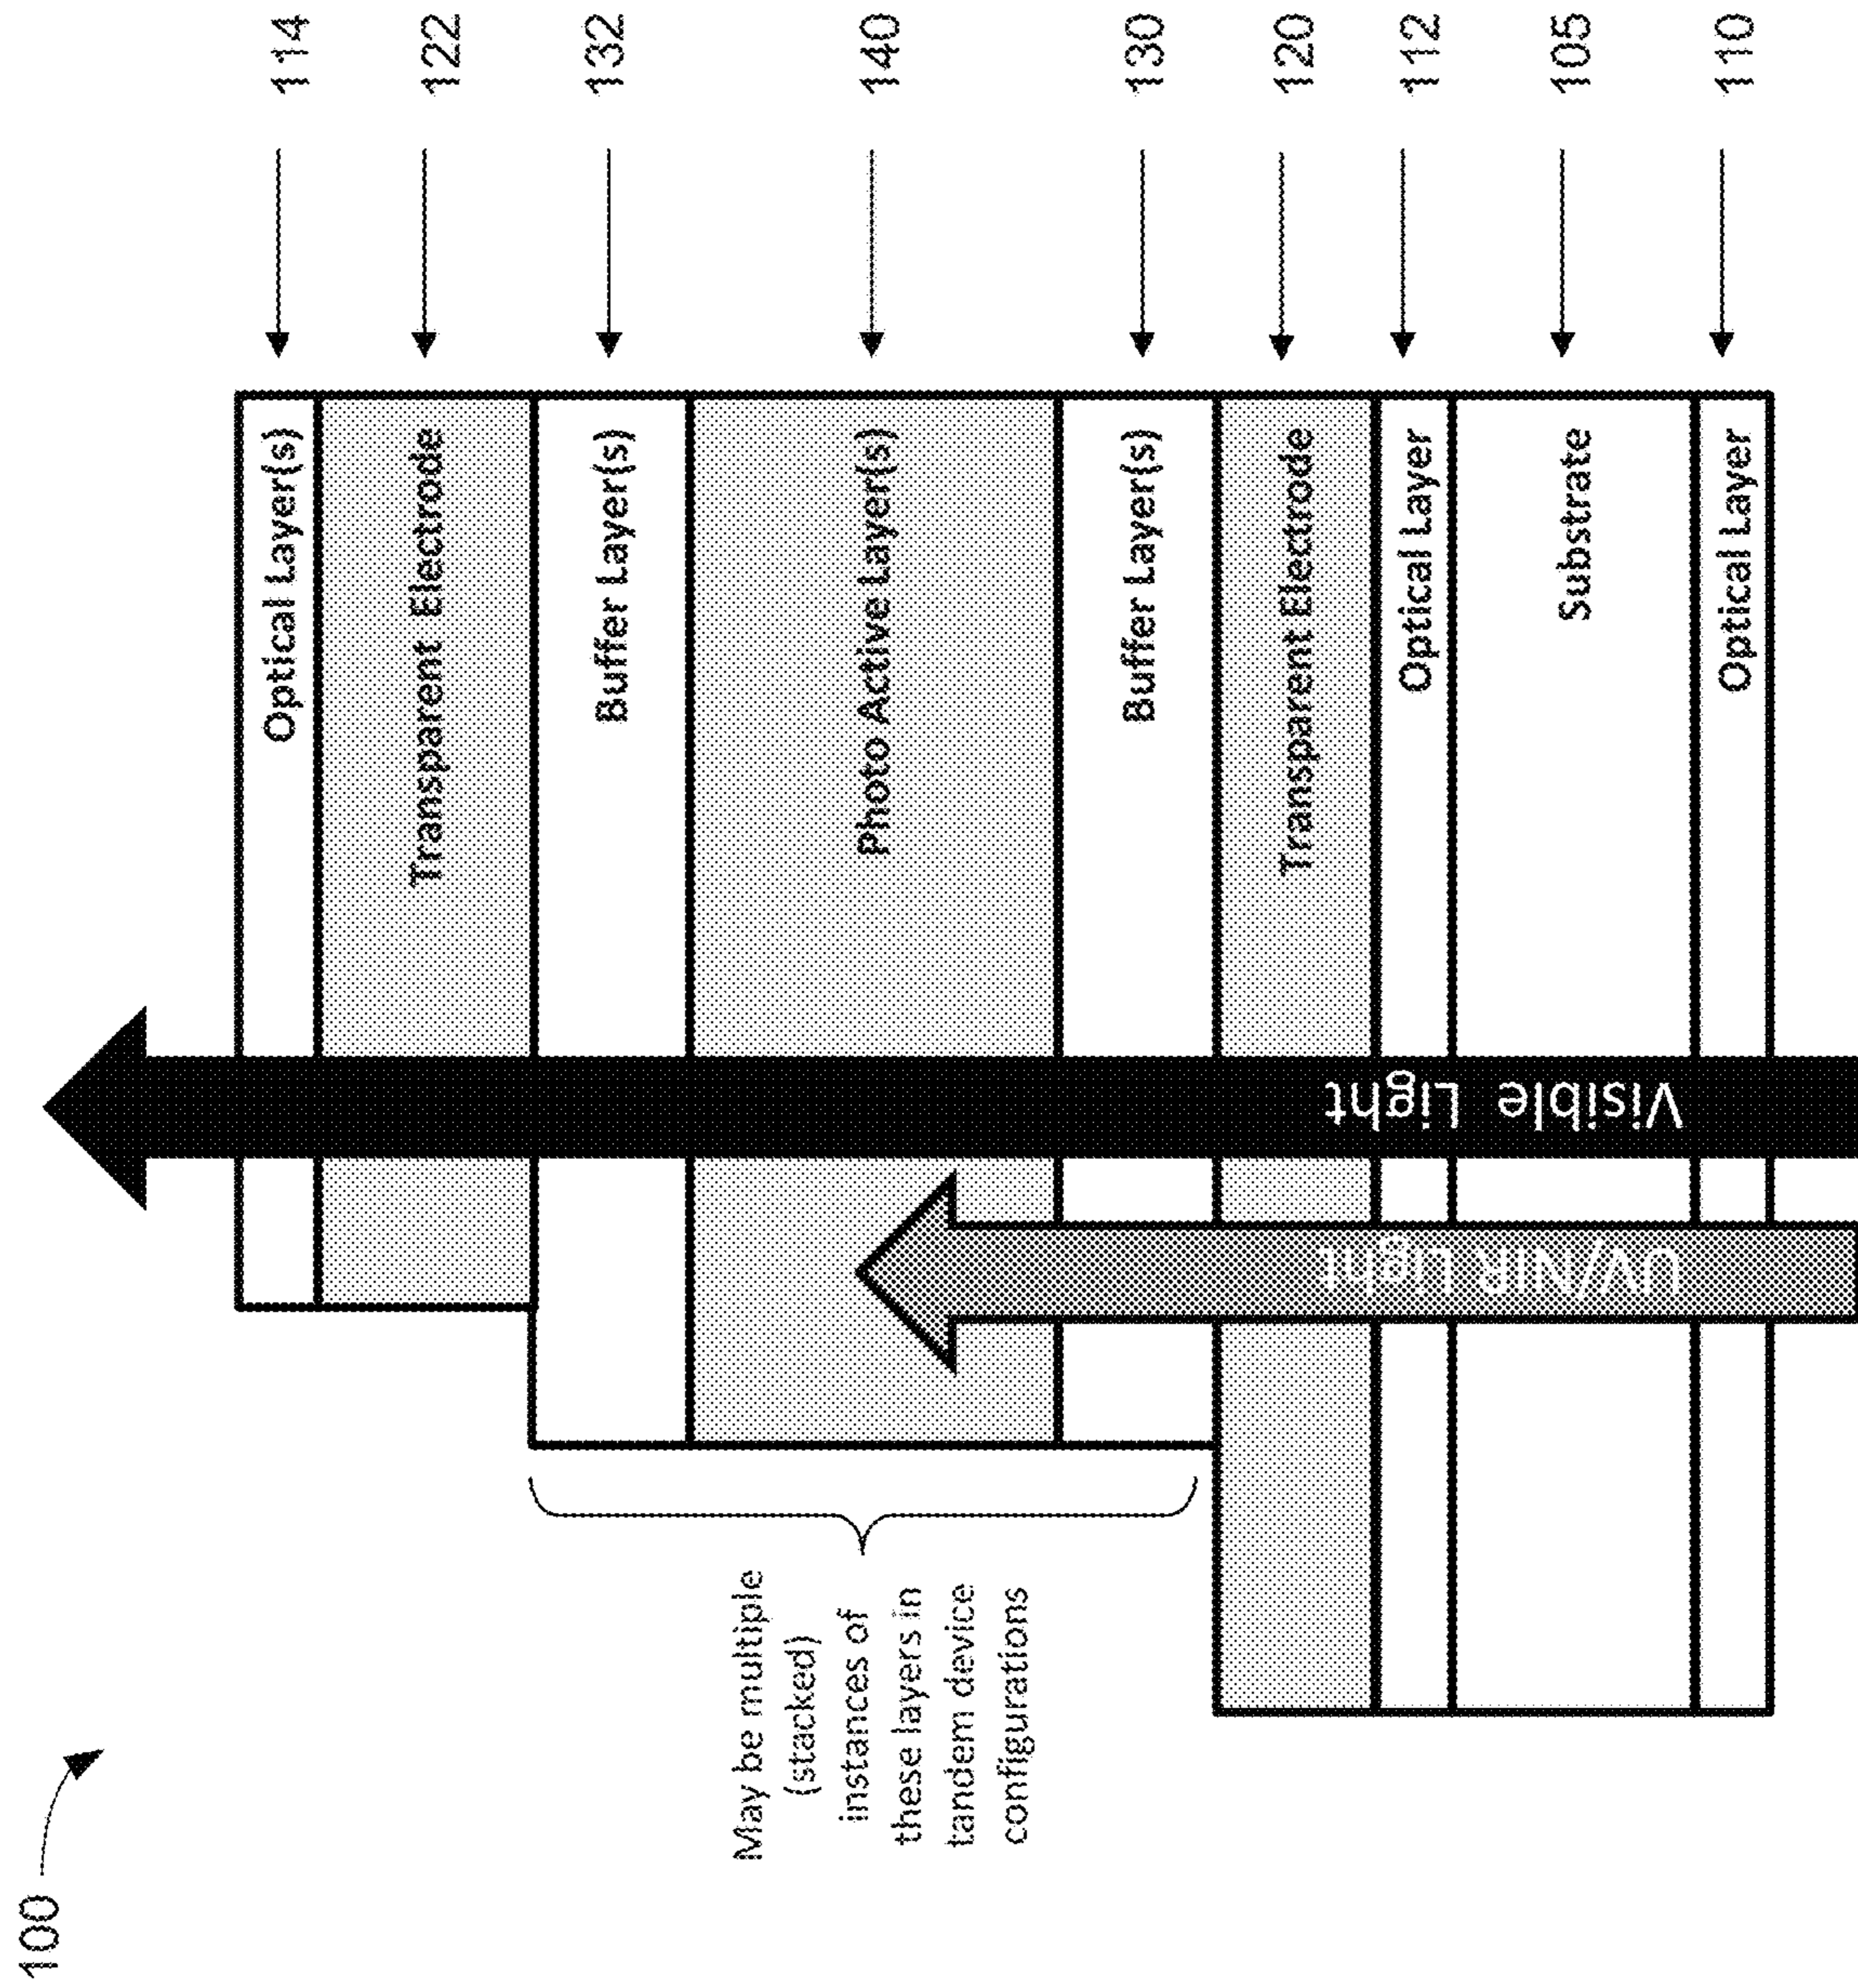 100
Optical Layer(s)
114
Transparent Electrode
122
Buffer Layer(s)
132
Photo Active Layer(s)
140
Buffer Layer(s)
130
Transparent Electrode
120
Optical Layer
112
Substrate
105
Optical Layer
110
May be multiple
(stacked)
instances of
these layers in
tandem device
configurations
UV/NIR Light
Visible Light